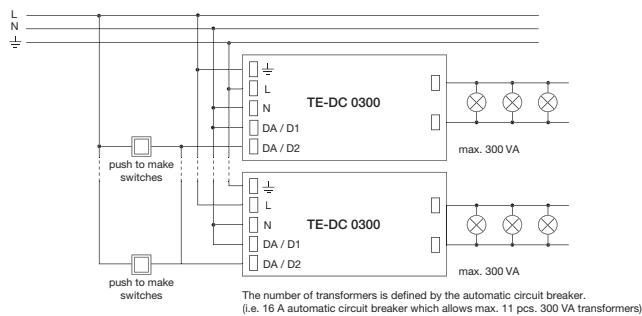 L
N
L
N
TE-DC 0300
DA / D1
DA / D2
max. 300 VA
push to make
switches
L
N
TE-DC 0300
DA / D1
DA / D2
max. 300 VA
push to make
switches
The number of transformers is defined by the automatic circuit breaker.
(i.e. 16 A automatic circuit breaker which allows max. 11 pcs. 300 VA transformers)